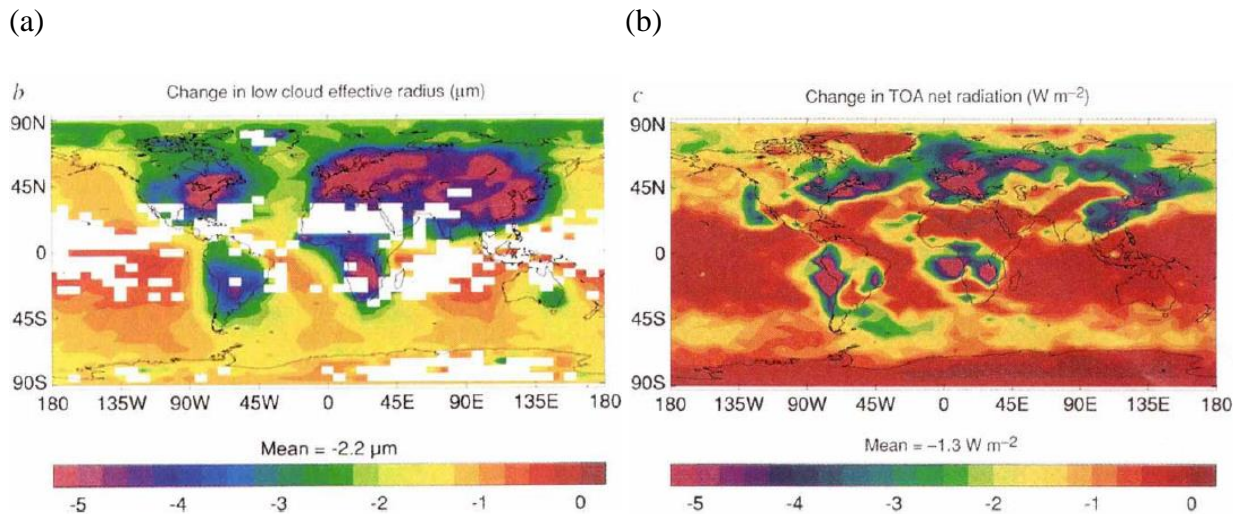 (a)
(b)
b Change in low cloud effective radius (μm)
90N
45N
0
45S
90S
180 135W 90W 45W 0 45E 90E 135E 180
Mean = -2.2 μm
-5 -4 -3 -2 -1 0
c Change in TOA net radiation (W m⁻²)
90N
45N
0
45S
90S
180 135W 90W 45W 0 45E 90E 135E 180
Mean = −1.3 W m⁻²
-5 -4 -3 -2 -1 0